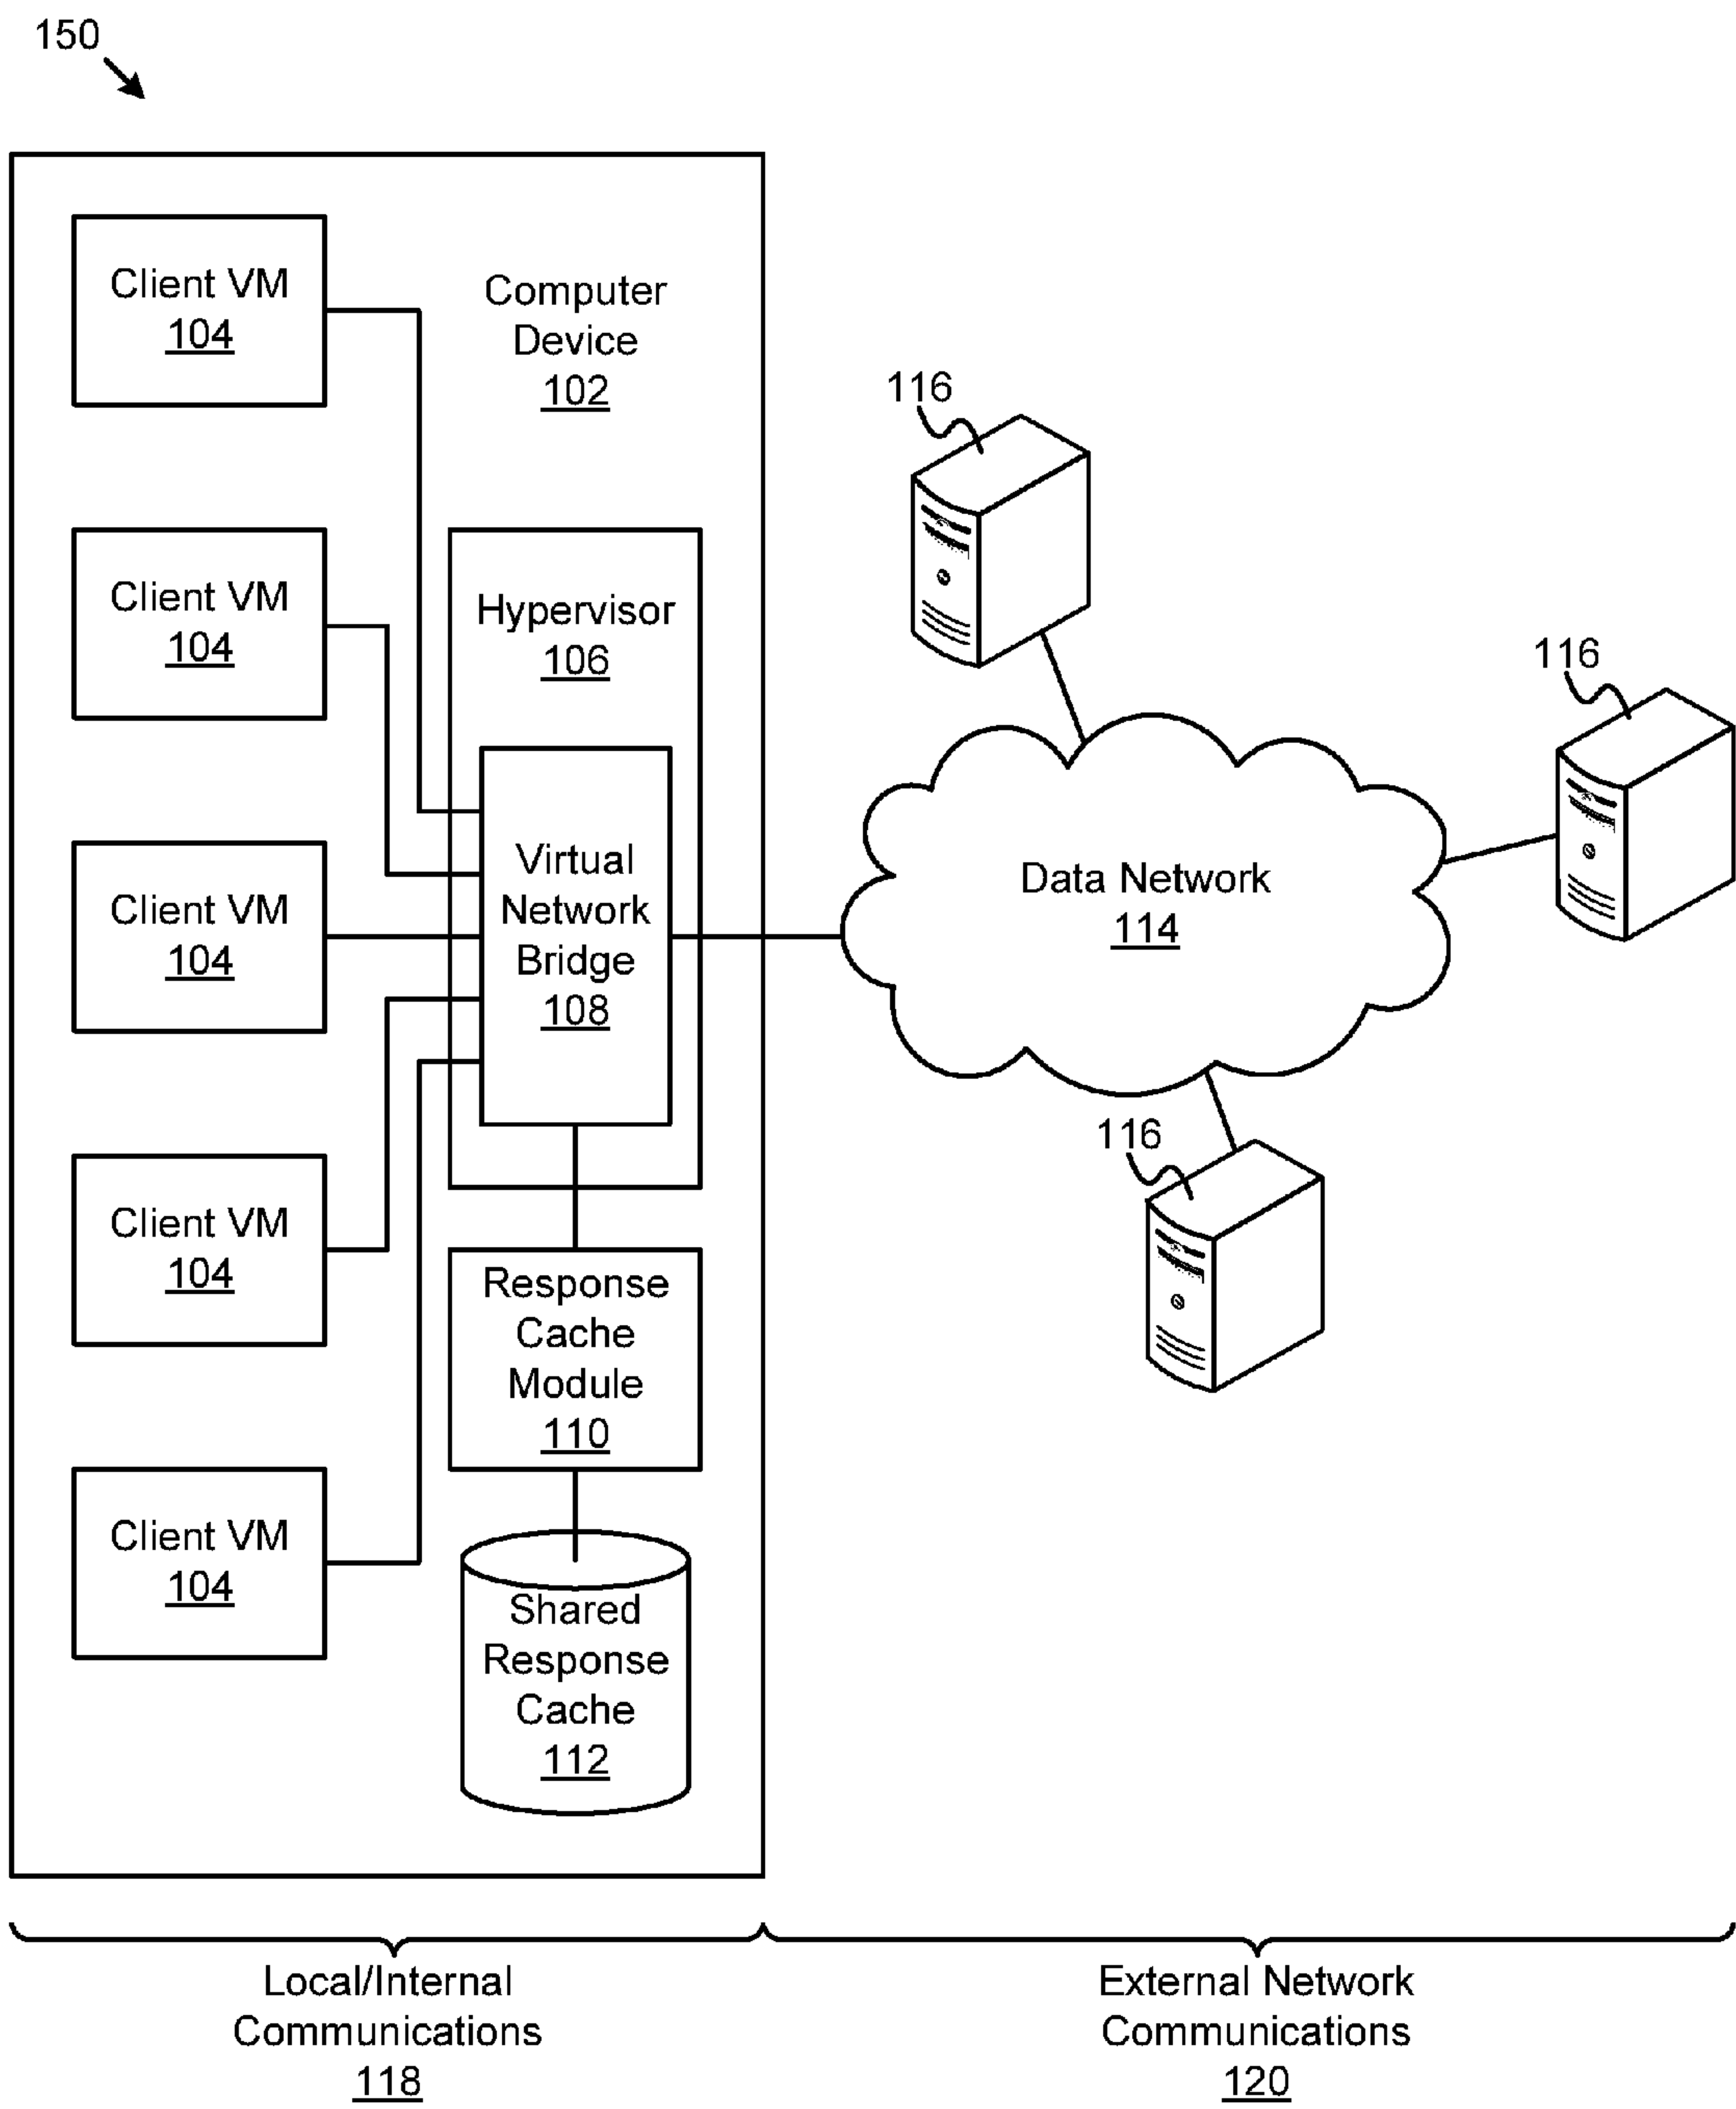 150
Client VM
104
Computer
Device
102
116
Client VM
104
Hypervisor
106
116
Client VM
104
Virtual
Network
Bridge
108
Data Network
114
116
Client VM
104
Response
Cache
Module
110
Client VM
104
Shared
Response
Cache
112
Local/Internal
Communications
118
External Network
Communications
120